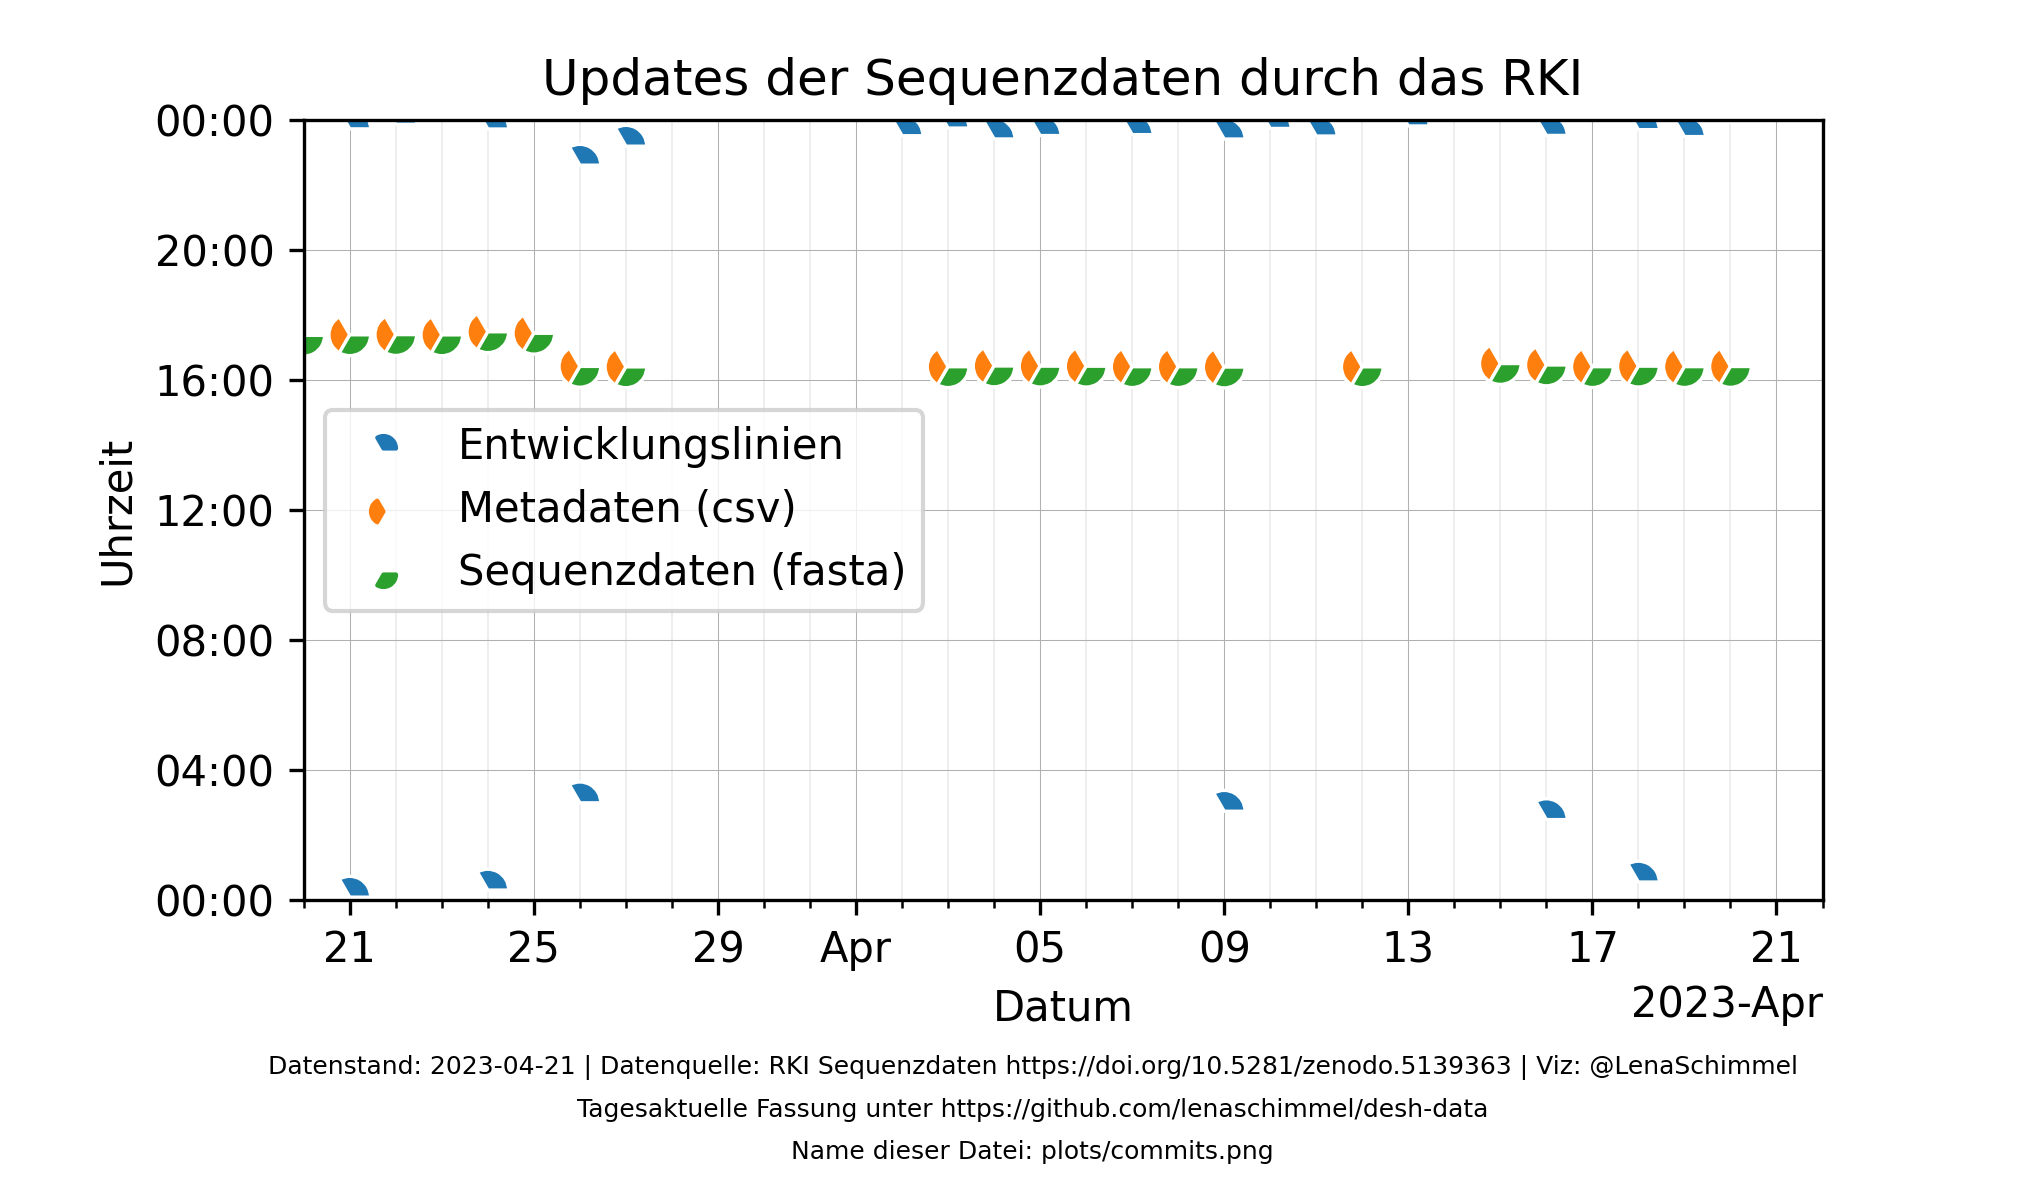 Updates der Sequenzdaten durch das RKI
00:00
20:00
16:00
12:00
08:00
04:00
00:00
Uhrzeit
Entwicklungslinien
Metadaten (csv)
Sequenzdaten (fasta)
21 25 29 Apr 05 09 13 17 21
Datum
2023-Apr
Datenstand: 2023-04-21 | Datenquelle: RKI Sequenzdaten https://doi.org/10.5281/zenodo.5139363 | Viz: @LenaSchimmel
Tagesaktuelle Fassung unter https://github.com/lenaschimmel/desh-data
Name dieser Datei: plots/commits.png